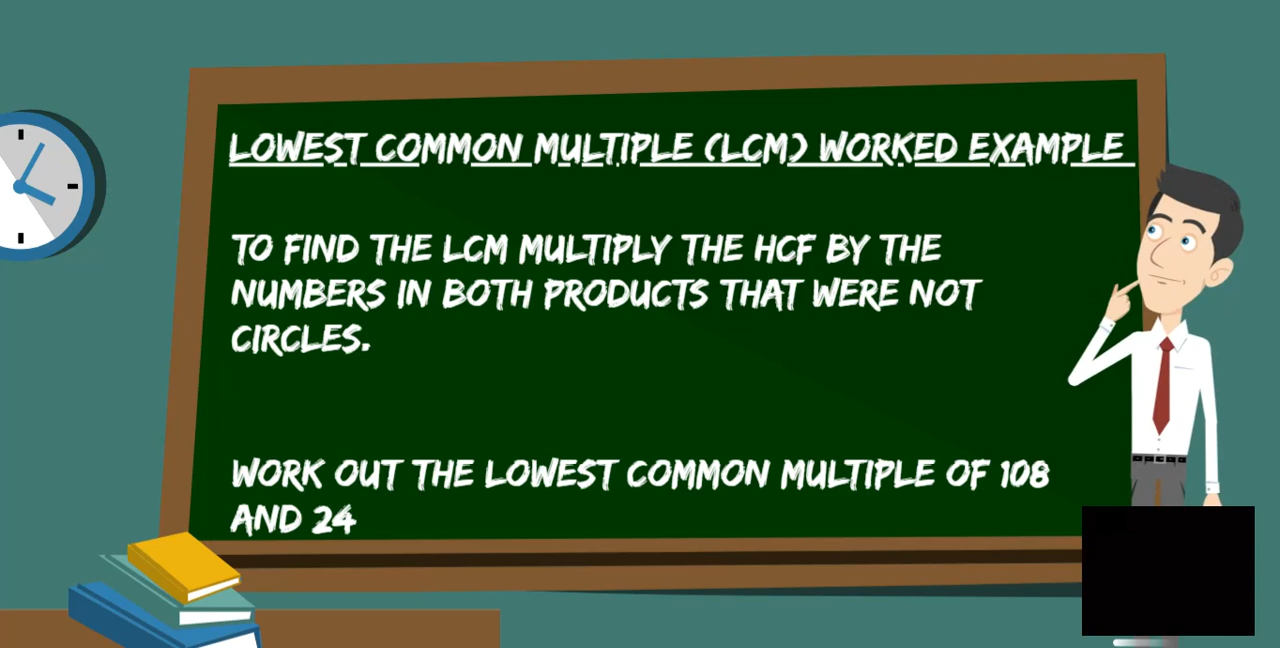 LOWEST COMMON MULTIPLE (LCM) WORKED EXAMPLE
TO FIND THE LCM MULTIPLY THE HCF BY THE
NUMBERS IN BOTH PRODUCTS THAT WERE NOT
CIRCLES.
WORK OUT THE LOWEST COMMON MULTIPLE OF 108
AND 24